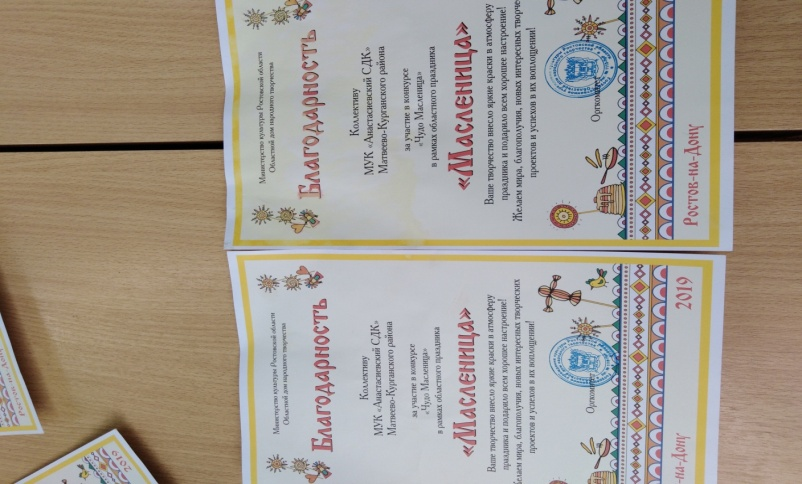 Министерство культуры Ростовской области
Областной дом народного творчества
Благодарность
Коллективу
МУК «Анастасиевский СДК»
Матвеево-Курганского района
за участие в конкурсе
«Чудо Масленица»
в рамках областного праздника
«Масленица»
Ваше творчество внесло яркие краски в атмосферу
праздника и подарило всем хорошее настроение!
Желаем мира, благополучия, новых интересных творчес
проектов и успехов в их воплощении!
Оргкомитет
Ростов-на-Дону
Министерство культуры Ростовской области
Областной дом народного творчества
Благодарность
Коллективу
МУК «Анастасиевский СДК»
Матвеево-Курганского района
за участие в конкурсе
«Чудо Масленица»
в рамках областного праздника
«Масленица»
Ваше творчество внесло яркие краски в атмосферу
праздника и подарило всем хорошее настроение!
Желаем мира, благополучия, новых интересных творческих
проектов и успехов в их воплощении!
Оргкомитет
-на-Дону
2019
Ростов-на-Дону
2019